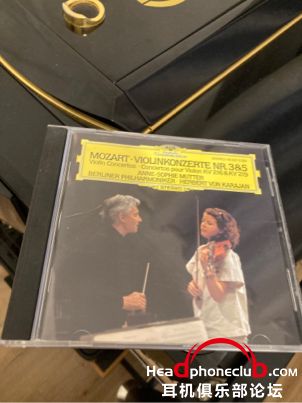 MOZART · VIOLINKONZERTE NR. 3 & 5
Violin Concertos · Concertos pour Violon KV 216 & KV 219
ANNE-SOPHIE MUTTER
BERLINER PHILHARMONIKER · HERBERT VON KARAJAN
Headphoneclub.com
耳机俱乐部论坛